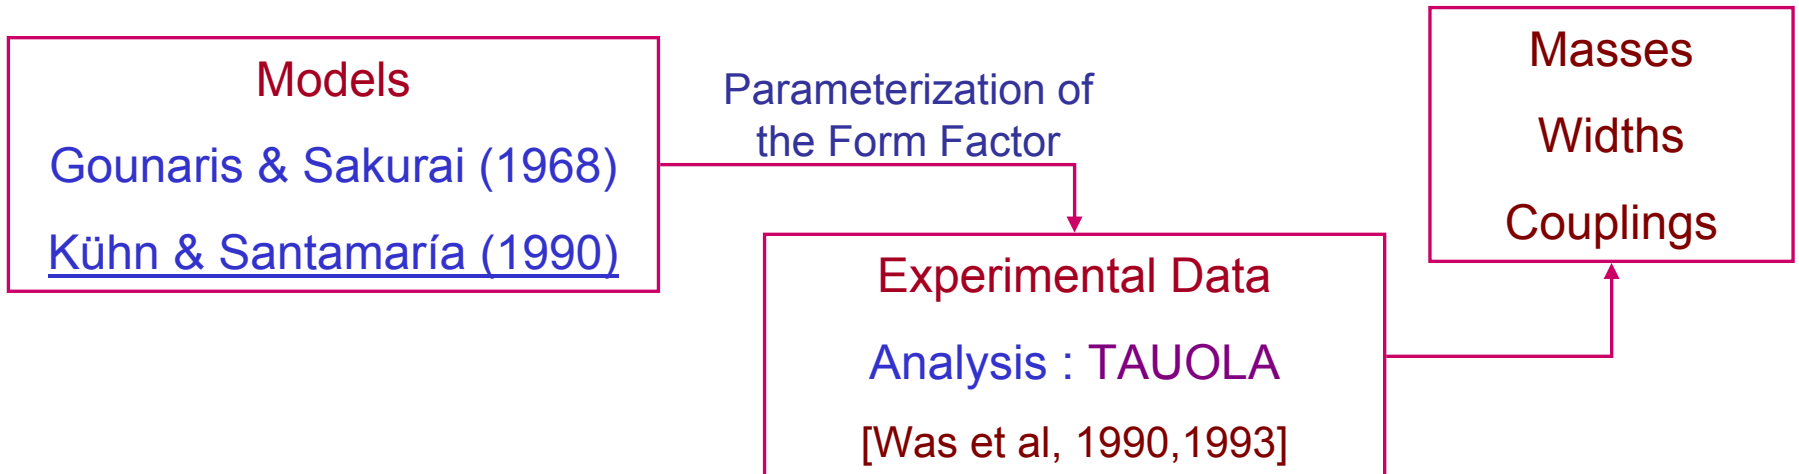 Models
Gounaris & Sakurai (1968)
Kühn & Santamaría (1990)
Parameterization of
the Form Factor
Experimental Data
Analysis : TAUOLA
[Was et al, 1990,1993]
Masses
Widths
Couplings